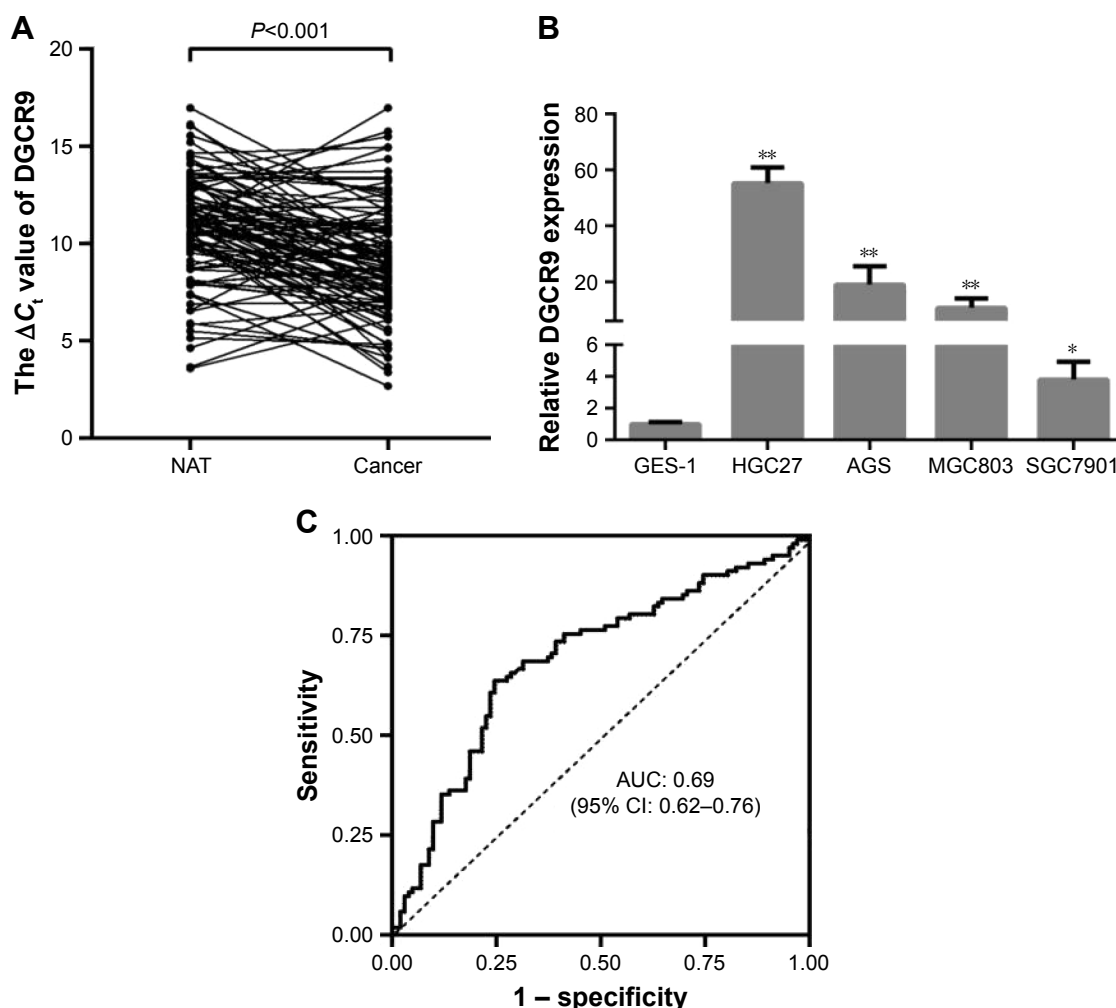 A
P<0.001
The ΔCt value of DGCR9
20
15
10
5
0
NAT
Cancer
B
Relative DGCR9 expression
80
60
40
20
6
4
2
0
**
**
**
*
GES-1
HGC27
AGS
MGC803
SGC7901
C
Sensitivity
1.00
0.75
0.50
0.25
0.00
AUC: 0.69
(95% CI: 0.62–0.76)
0.00
0.25
0.50
0.75
1.00
1 – specificity